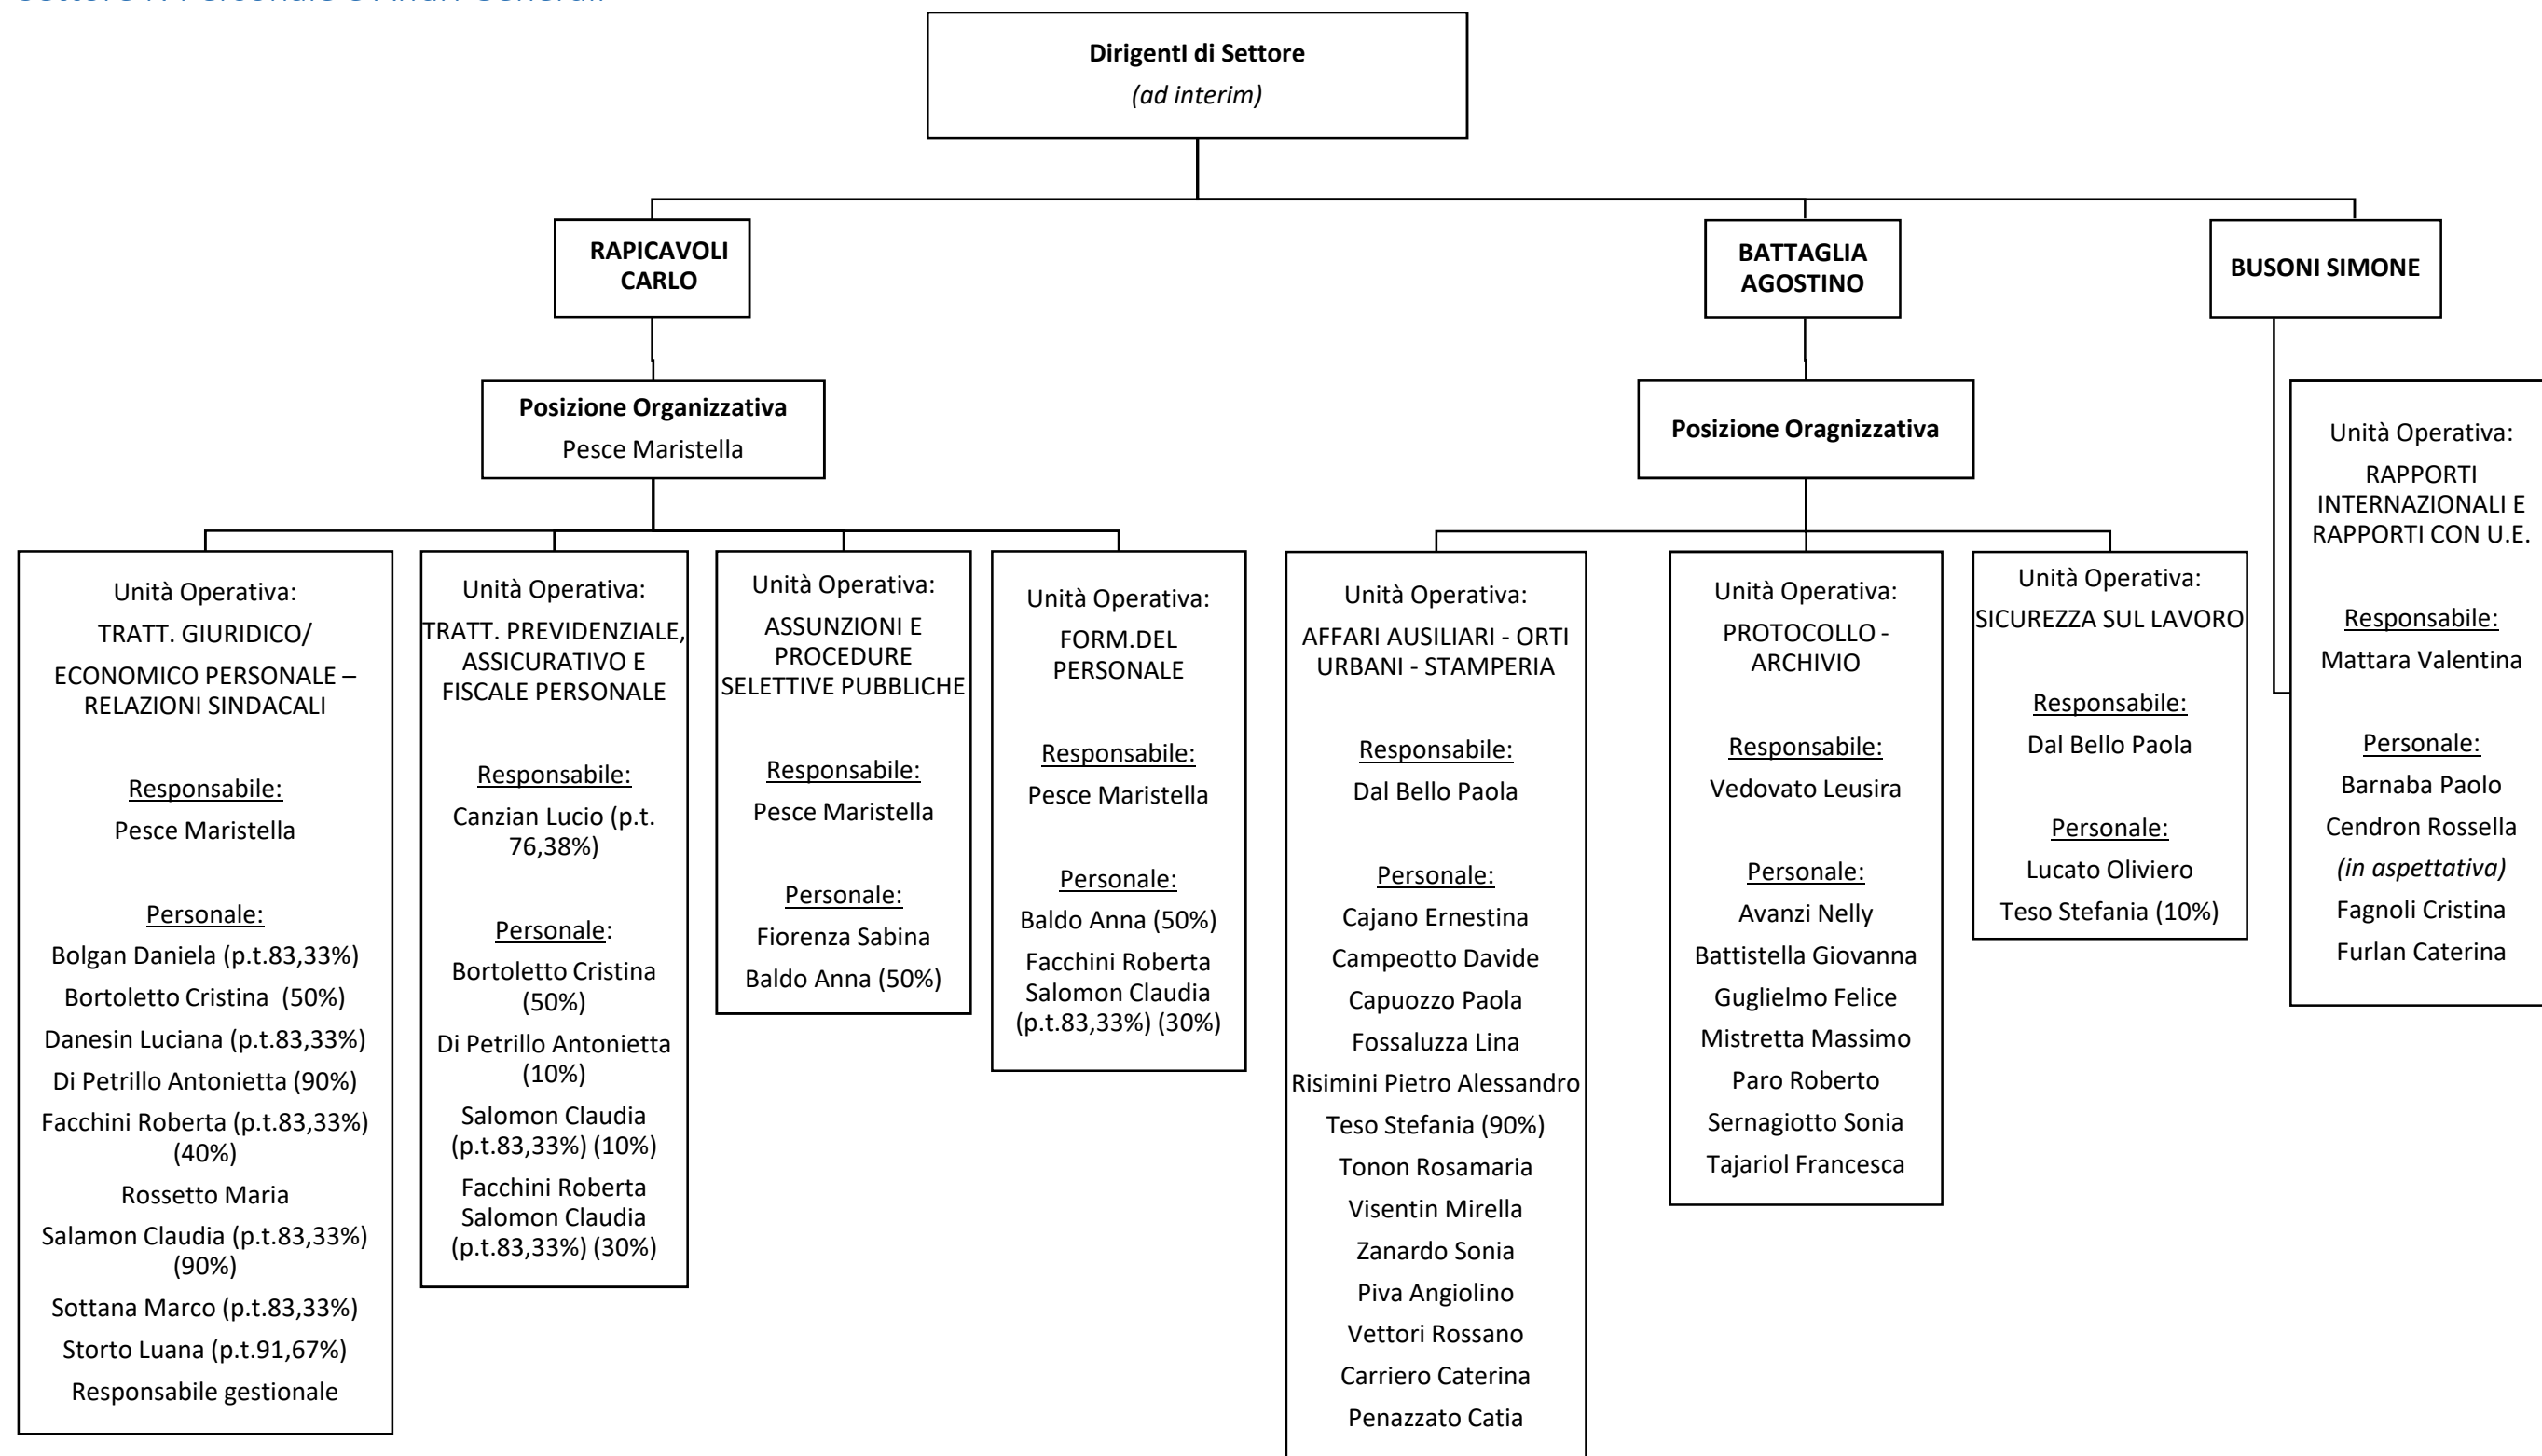 DirigentI di Settore
(ad interim)
RAPICAVOLI
CARLO
BATTAGLIA
AGOSTINO
BUSONI SIMONE
Posizione Organizzativa
Pesce Maristella
Posizione Oragnizzativa
Unità Operativa:
TRATT. GIURIDICO/
ECONOMICO PERSONALE –
RELAZIONI SINDACALI
Responsabile:
Pesce Maristella
Personale:
Bolgan Daniela (p.t.83,33%)
Bortoletto Cristina  (50%)
Danesin Luciana (p.t.83,33%)
Di Petrillo Antonietta (90%)
Facchini Roberta (p.t.83,33%)
(40%)
Rossetto Maria
Salamon Claudia (p.t.83,33%)
(90%)
Sottana Marco (p.t.83,33%)
Storto Luana (p.t.91,67%)
Responsabile gestionale
Unità Operativa:
TRATT. PREVIDENZIALE,
ASSICURATIVO E
FISCALE PERSONALE
Responsabile:
Canzian Lucio (p.t.
76,38%)
Personale:
Bortoletto Cristina
(50%)
Di Petrillo Antonietta
(10%)
Salomon Claudia
(p.t.83,33%) (10%)
Facchini Roberta
Salomon Claudia
(p.t.83,33%) (30%)
Unità Operativa:
ASSUNZIONI E
PROCEDURE
SELETTIVE PUBBLICHE
Responsabile:
Pesce Maristella
Personale:
Fiorenza Sabina
Baldo Anna (50%)
Unità Operativa:
FORM.DEL
PERSONALE
Responsabile:
Pesce Maristella
Personale:
Baldo Anna (50%)
Facchini Roberta
Salomon Claudia
(p.t.83,33%) (30%)
Unità Operativa:
AFFARI AUSILIARI - ORTI
URBANI - STAMPERIA
Responsabile:
Dal Bello Paola
Personale:
Cajano Ernestina
Campeotto Davide
Capuozzo Paola
Fossaluzza Lina
Risimini Pietro Alessandro
Teso Stefania (90%)
Tonon Rosamaria
Visentin Mirella
Zanardo Sonia
Piva Angiolino
Vettori Rossano
Carriero Caterina
Penazzato Catia
Unità Operativa:
PROTOCOLLO -
ARCHIVIO
Responsabile:
Vedovato Leusira
Personale:
Avanzi Nelly
Battistella Giovanna
Guglielmo Felice
Mistretta Massimo
Paro Roberto
Sernagiotto Sonia
Tajariol Francesca
Unità Operativa:
SICUREZZA SUL LAVORO
Responsabile:
Dal Bello Paola
Personale:
Lucato Oliviero
Teso Stefania (10%)
Unità Operativa:
RAPPORTI
INTERNAZIONALI E
RAPPORTI CON U.E.
Responsabile:
Mattara Valentina
Personale:
Barnaba Paolo
Cendron Rossella
(in aspettativa)
Fagnoli Cristina
Furlan Caterina